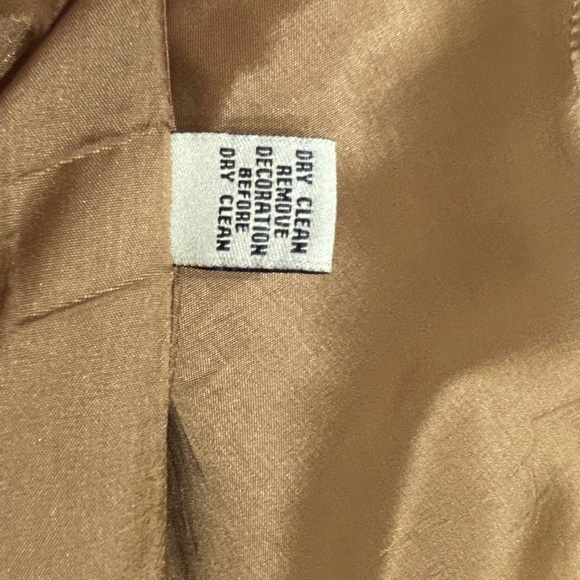 DRY CLEAN
REMOVE
DECORATION
BEFORE
DRY CLEAN